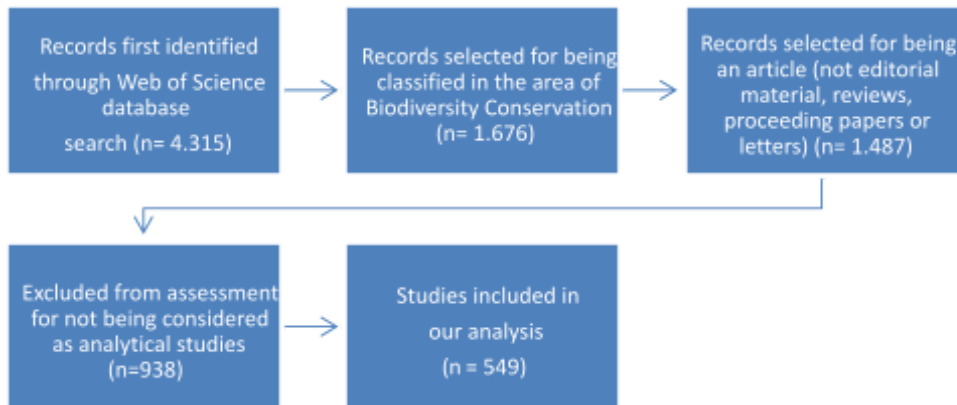 Records first identified
through Web of Science
database
search (n= 4.315)
Records selected for being
classified in the area of
Biodiversity Conservation
(n= 1.676)
Records selected for being
an article (not editorial
material, reviews,
proceeding papers or
letters) (n= 1.487)
Excluded from assessment
for not being considered
as analytical studies
(n=938)
Studies included in
our analysis
(n = 549)